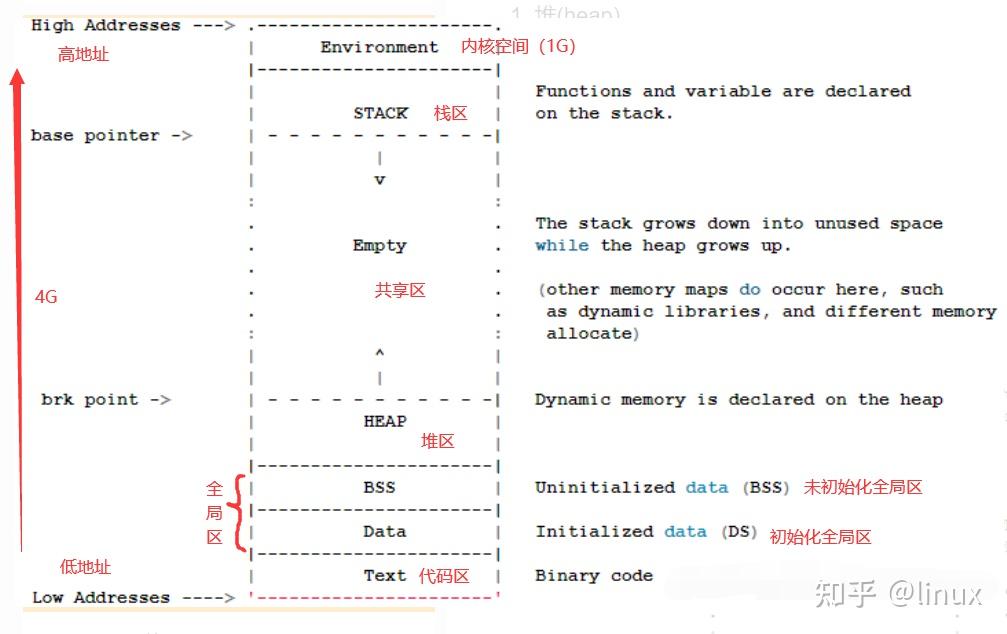 1. 堆(heap)
High Addresses --->
高地址
Environment 内核空间（1G）
Functions and variable are declared
on the stack.
STACK 栈区
base pointer ->
v
The stack grows down into unused space
while the heap grows up.
Empty
4G
共享区
(other memory maps do occur here, such
as dynamic libraries, and different memory
allocate)
^
brk point ->
Dynamic memory is declared on the heap
HEAP
堆区
全局区
BSS
Uninitialized data (BSS) 未初始化全局区
Data
Initialized data (DS) 初始化全局区
低地址
Text 代码区
Binary code
Low Addresses ---->
知乎 @linux